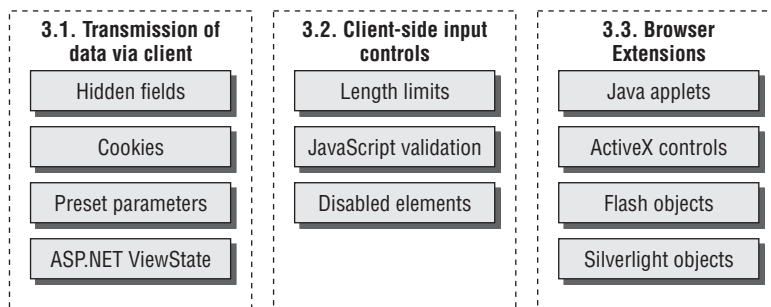 3.1. Transmission of
data via client
Hidden fields
Cookies
Preset parameters
ASP.NET ViewState
3.2. Client-side input
controls
Length limits
JavaScript validation
Disabled elements
3.3. Browser
Extensions
Java applets
ActiveX controls
Flash objects
Silverlight objects